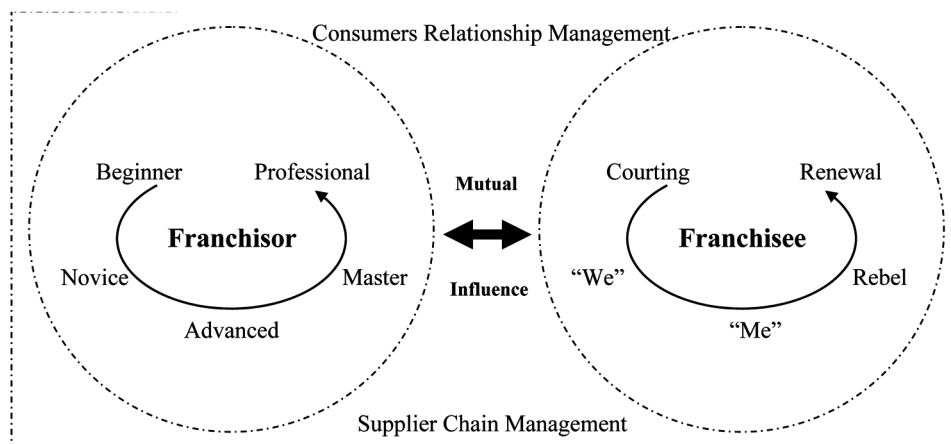 Consumers Relationship Management
Beginner
Professional
Franchisor
Novice
Master
Advanced
Mutual
Influence
Courting
Renewal
Franchisee
“We”
Rebel
“Me”
Supplier Chain Management